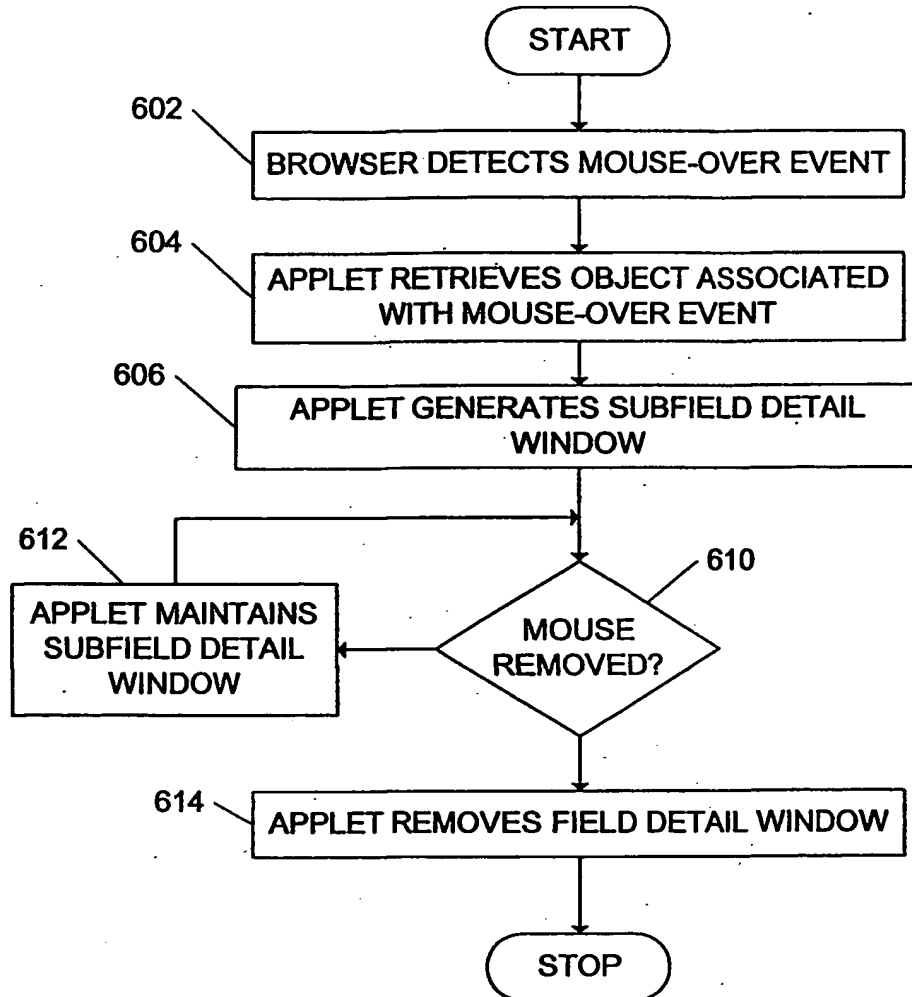 START
602
BROWSER DETECTS MOUSE-OVER EVENT
604
APPLET RETRIEVES OBJECT ASSOCIATED
WITH MOUSE-OVER EVENT
606
APPLET GENERATES SUBFIELD DETAIL
WINDOW
612
APPLET MAINTAINS
SUBFIELD DETAIL
WINDOW
610
MOUSE
REMOVED?
614
APPLET REMOVES FIELD DETAIL WINDOW
STOP